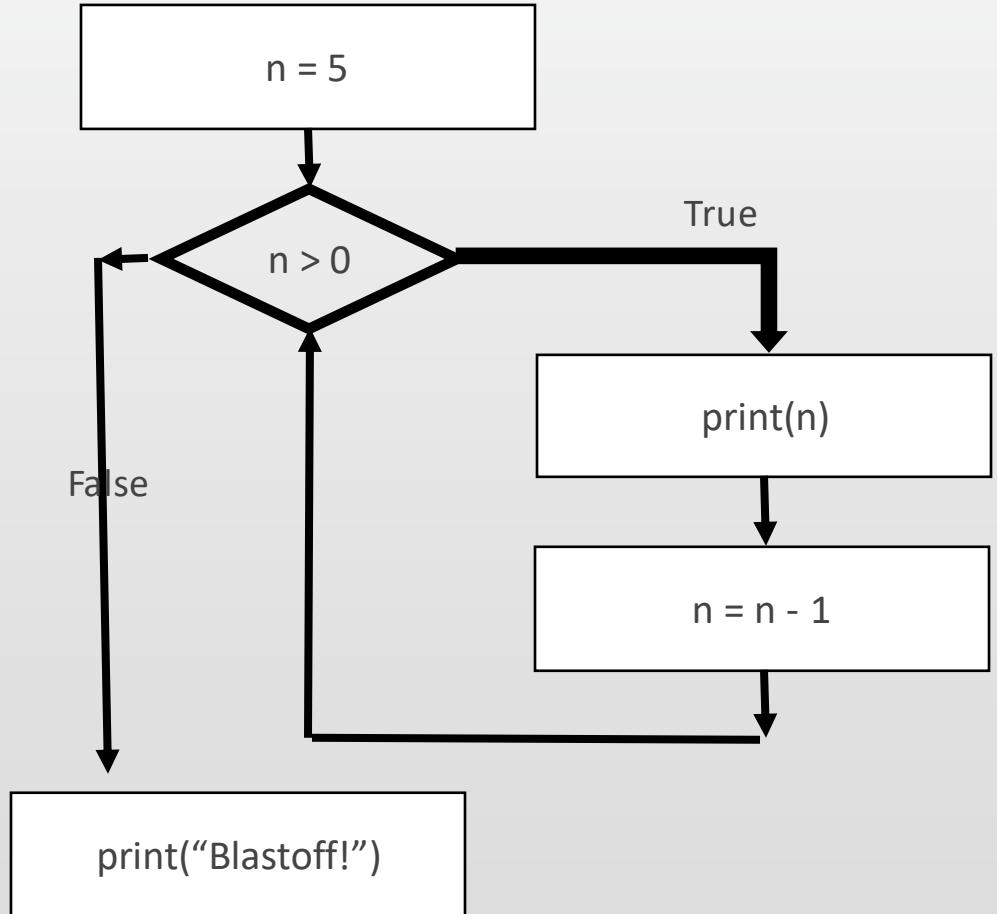 n = 5
n > 0
True
print(n)
False
n = n - 1
print(“Blastoff!”)